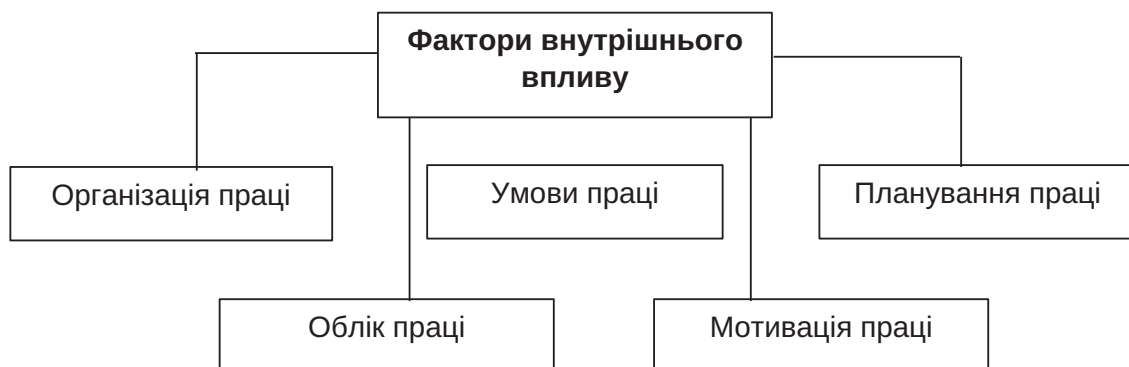 Фактори внутрішнього
впливу
Організація праці
Умови праці
Планування праці
Облік праці
Мотивація праці